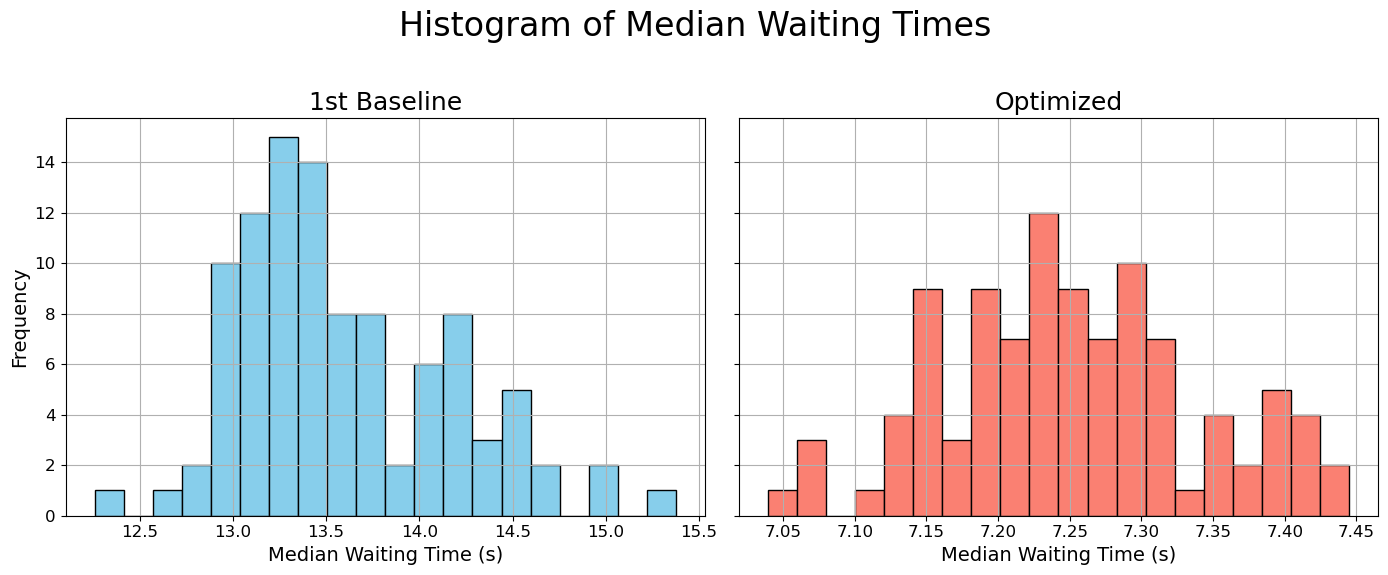 Histogram of Median Waiting Times
1st Baseline
Optimized
Frequency
14
12
10
8
6
4
2
0
12.5 13.0 13.5 14.0 14.5 15.0 15.5
7.05 7.10 7.15 7.20 7.25 7.30 7.35 7.40 7.45
Median Waiting Time (s)
Median Waiting Time (s)